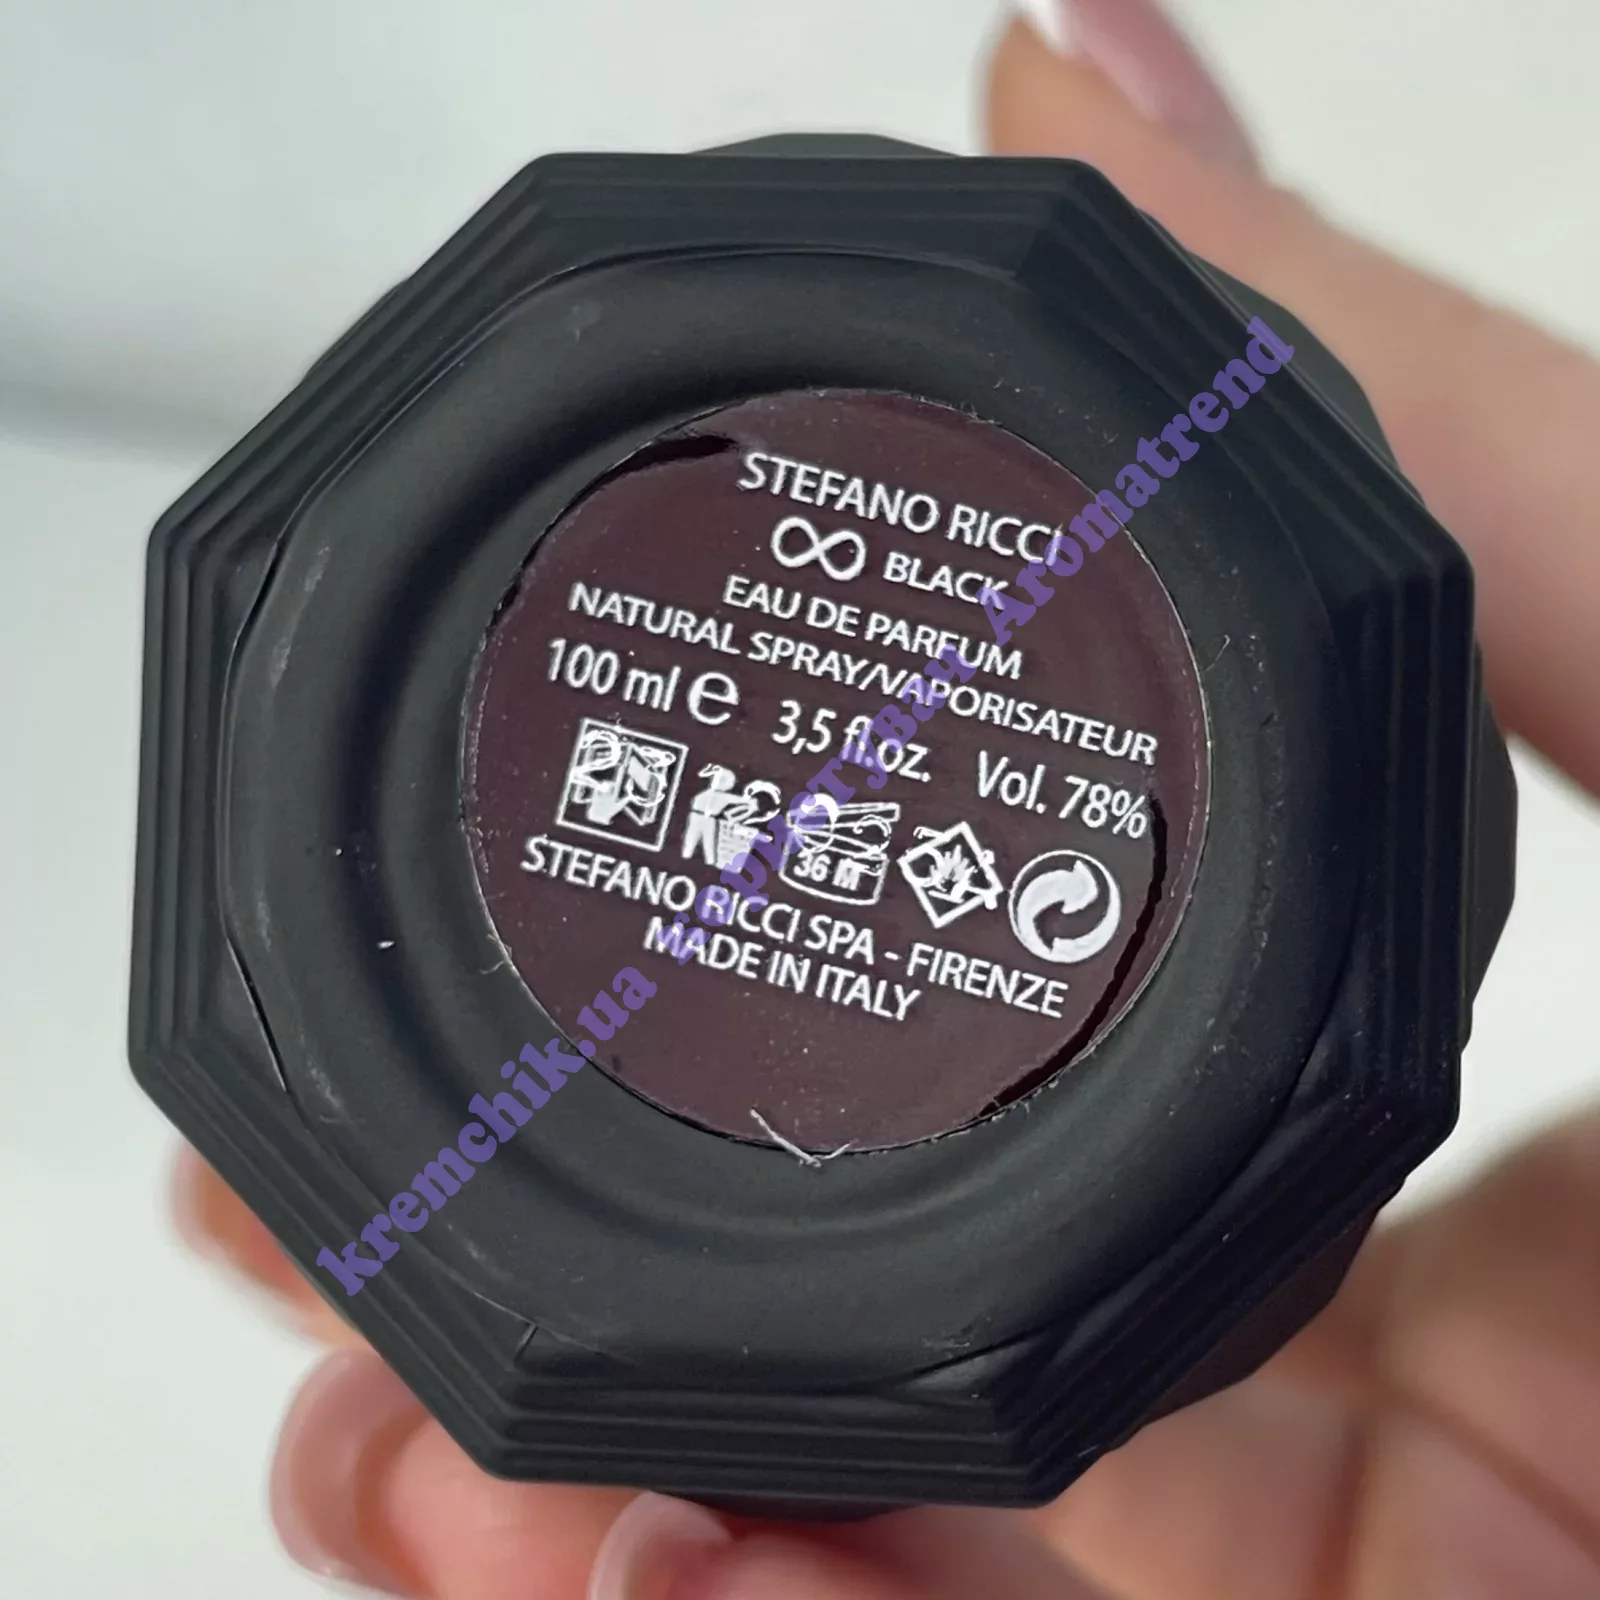 STEFANO RICCI
∞ BLACK
EAU DE PARFUM
NATURAL SPRAY/VAPORISATEUR
100 ml e 3,5 fl.oz. Vol. 78%
36 M
STEFANO RICCI SPA - FIRENZE
MADE IN ITALY
kremchik.ua користувач Aromatrend